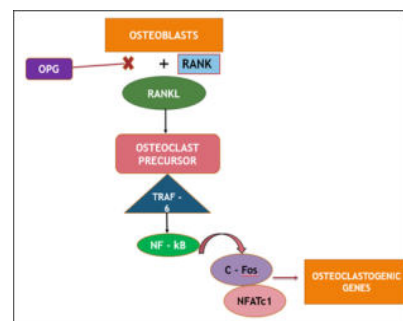 OSTEOBLASTS
OPG
+
RANK
RANKL
OSTEOCLAST
PRECURSOR
TRAF -
6
NF - kB
C - Fos
NFATc1
OSTEOCLASTOGENIC
GENES